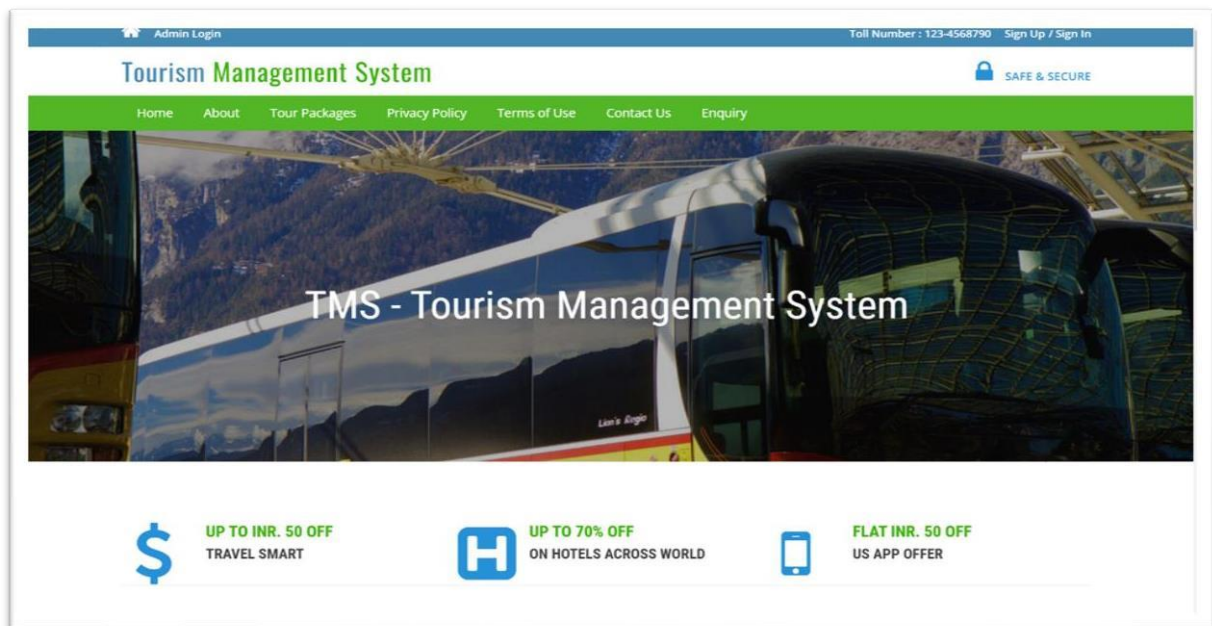 Admin Login Toll Number : 123-4568790 Sign Up / Sign In
Tourism Management System SAFE & SECURE
Home About Tour Packages Privacy Policy Terms of Use Contact Us Enquiry
TMS - Tourism Management System
Lion's Regio
UP TO INR. 50 OFF
TRAVEL SMART
H
UP TO 70% OFF
ON HOTELS ACROSS WORLD
FLAT INR. 50 OFF
US APP OFFER